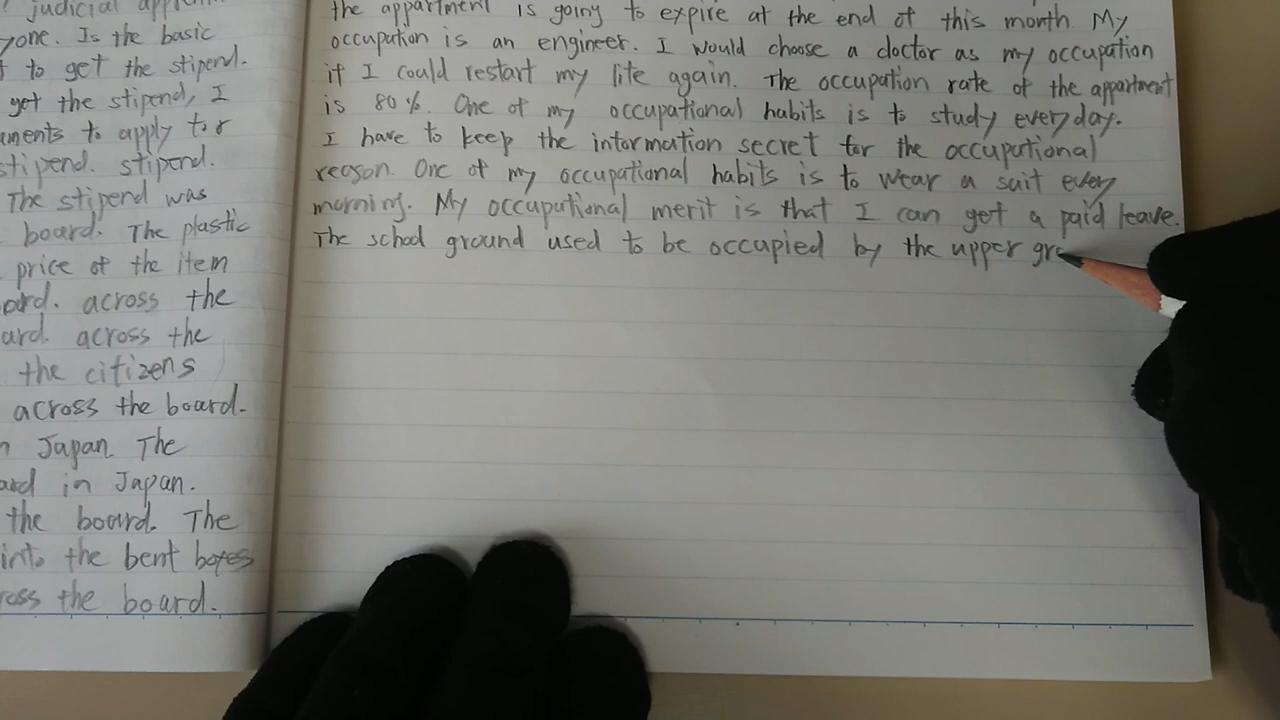 judicial
yone. Is the basic
to get the stipend.
get the stipend, I
ments to apply for
stipend. stipend.
The stipend was
board. The plastic
price of the item
oard. across the
ard. across the
the citizens
across the board.
n Japan The
ard in Japan.
the board. The
into the bent boxes
ross the board.
the appartment is going to expire at the end of this month. My
occupation is an engineer. I would choose a doctor as my occupation
if I could restart my life again. The occupation rate of the appartment
is 80%. One of my occupational habits is to study everyday.
I have to keep the information secret for the occupational
reason. One of my occupational habits is to wear a suit every
morning. My occupational merit is that I can get a paid leave.
The school ground used to be occupied by the upper gra